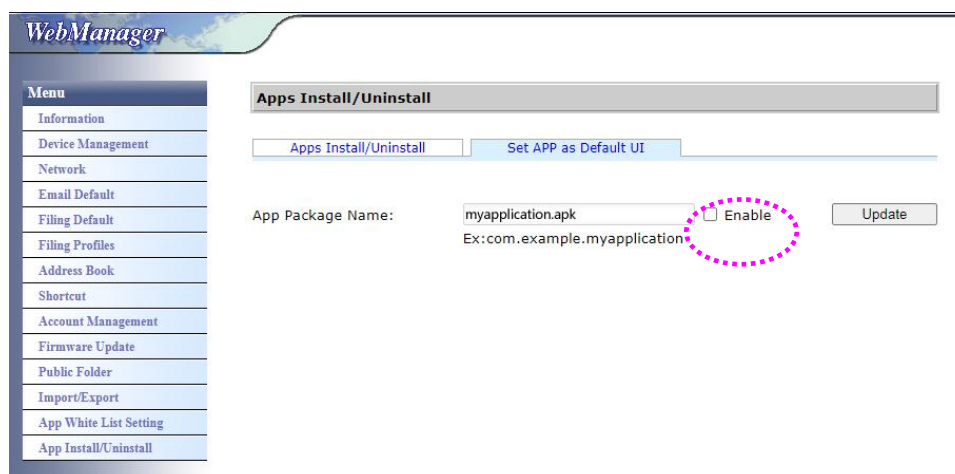 WebManager
Menu
Information
Device Management
Network
Email Default
Filing Default
Filing Profiles
Address Book
Shortcut
Account Management
Firmware Update
Public Folder
Import/Export
App White List Setting
App Install/Uninstall
Apps Install/Uninstall
Apps Install/Uninstall Set APP as Default UI
App Package Name: myapplication.apk Enable Update
Ex:com.example.myapplication